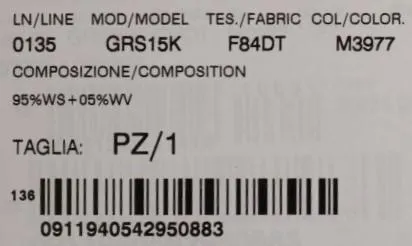 LN/LINE MOD/MODEL TES./FABRIC COL/COLOR.
0135 GRS15K F84DT M3977
COMPOSIZIONE/COMPOSITION
95%WS+05%WV
TAGLIA: PZ/1
136
0911940542950883